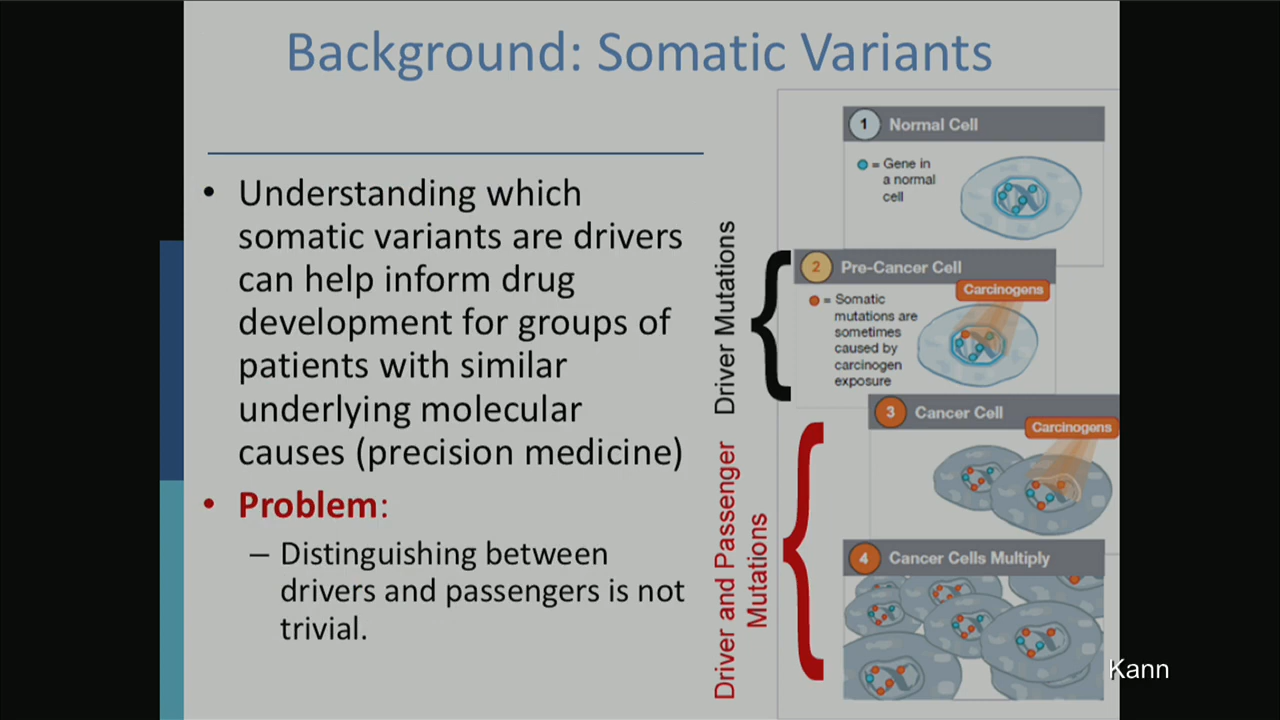 Background: Somatic Variants
• Understanding which
somatic variants are drivers
can help inform drug
development for groups of
patients with similar
underlying molecular
causes (precision medicine)
• Problem:
– Distinguishing between
drivers and passengers is not
trivial.
Driver Mutations
Driver and Passenger
Mutations
1 Normal Cell
= Gene in
a normal
cell
2 Pre-Cancer Cell
Carcinogens
= Somatic
mutations are
sometimes
caused by
carcinogen
exposure
3 Cancer Cell
Carcinogens
4 Cancer Cells Multiply
Kann